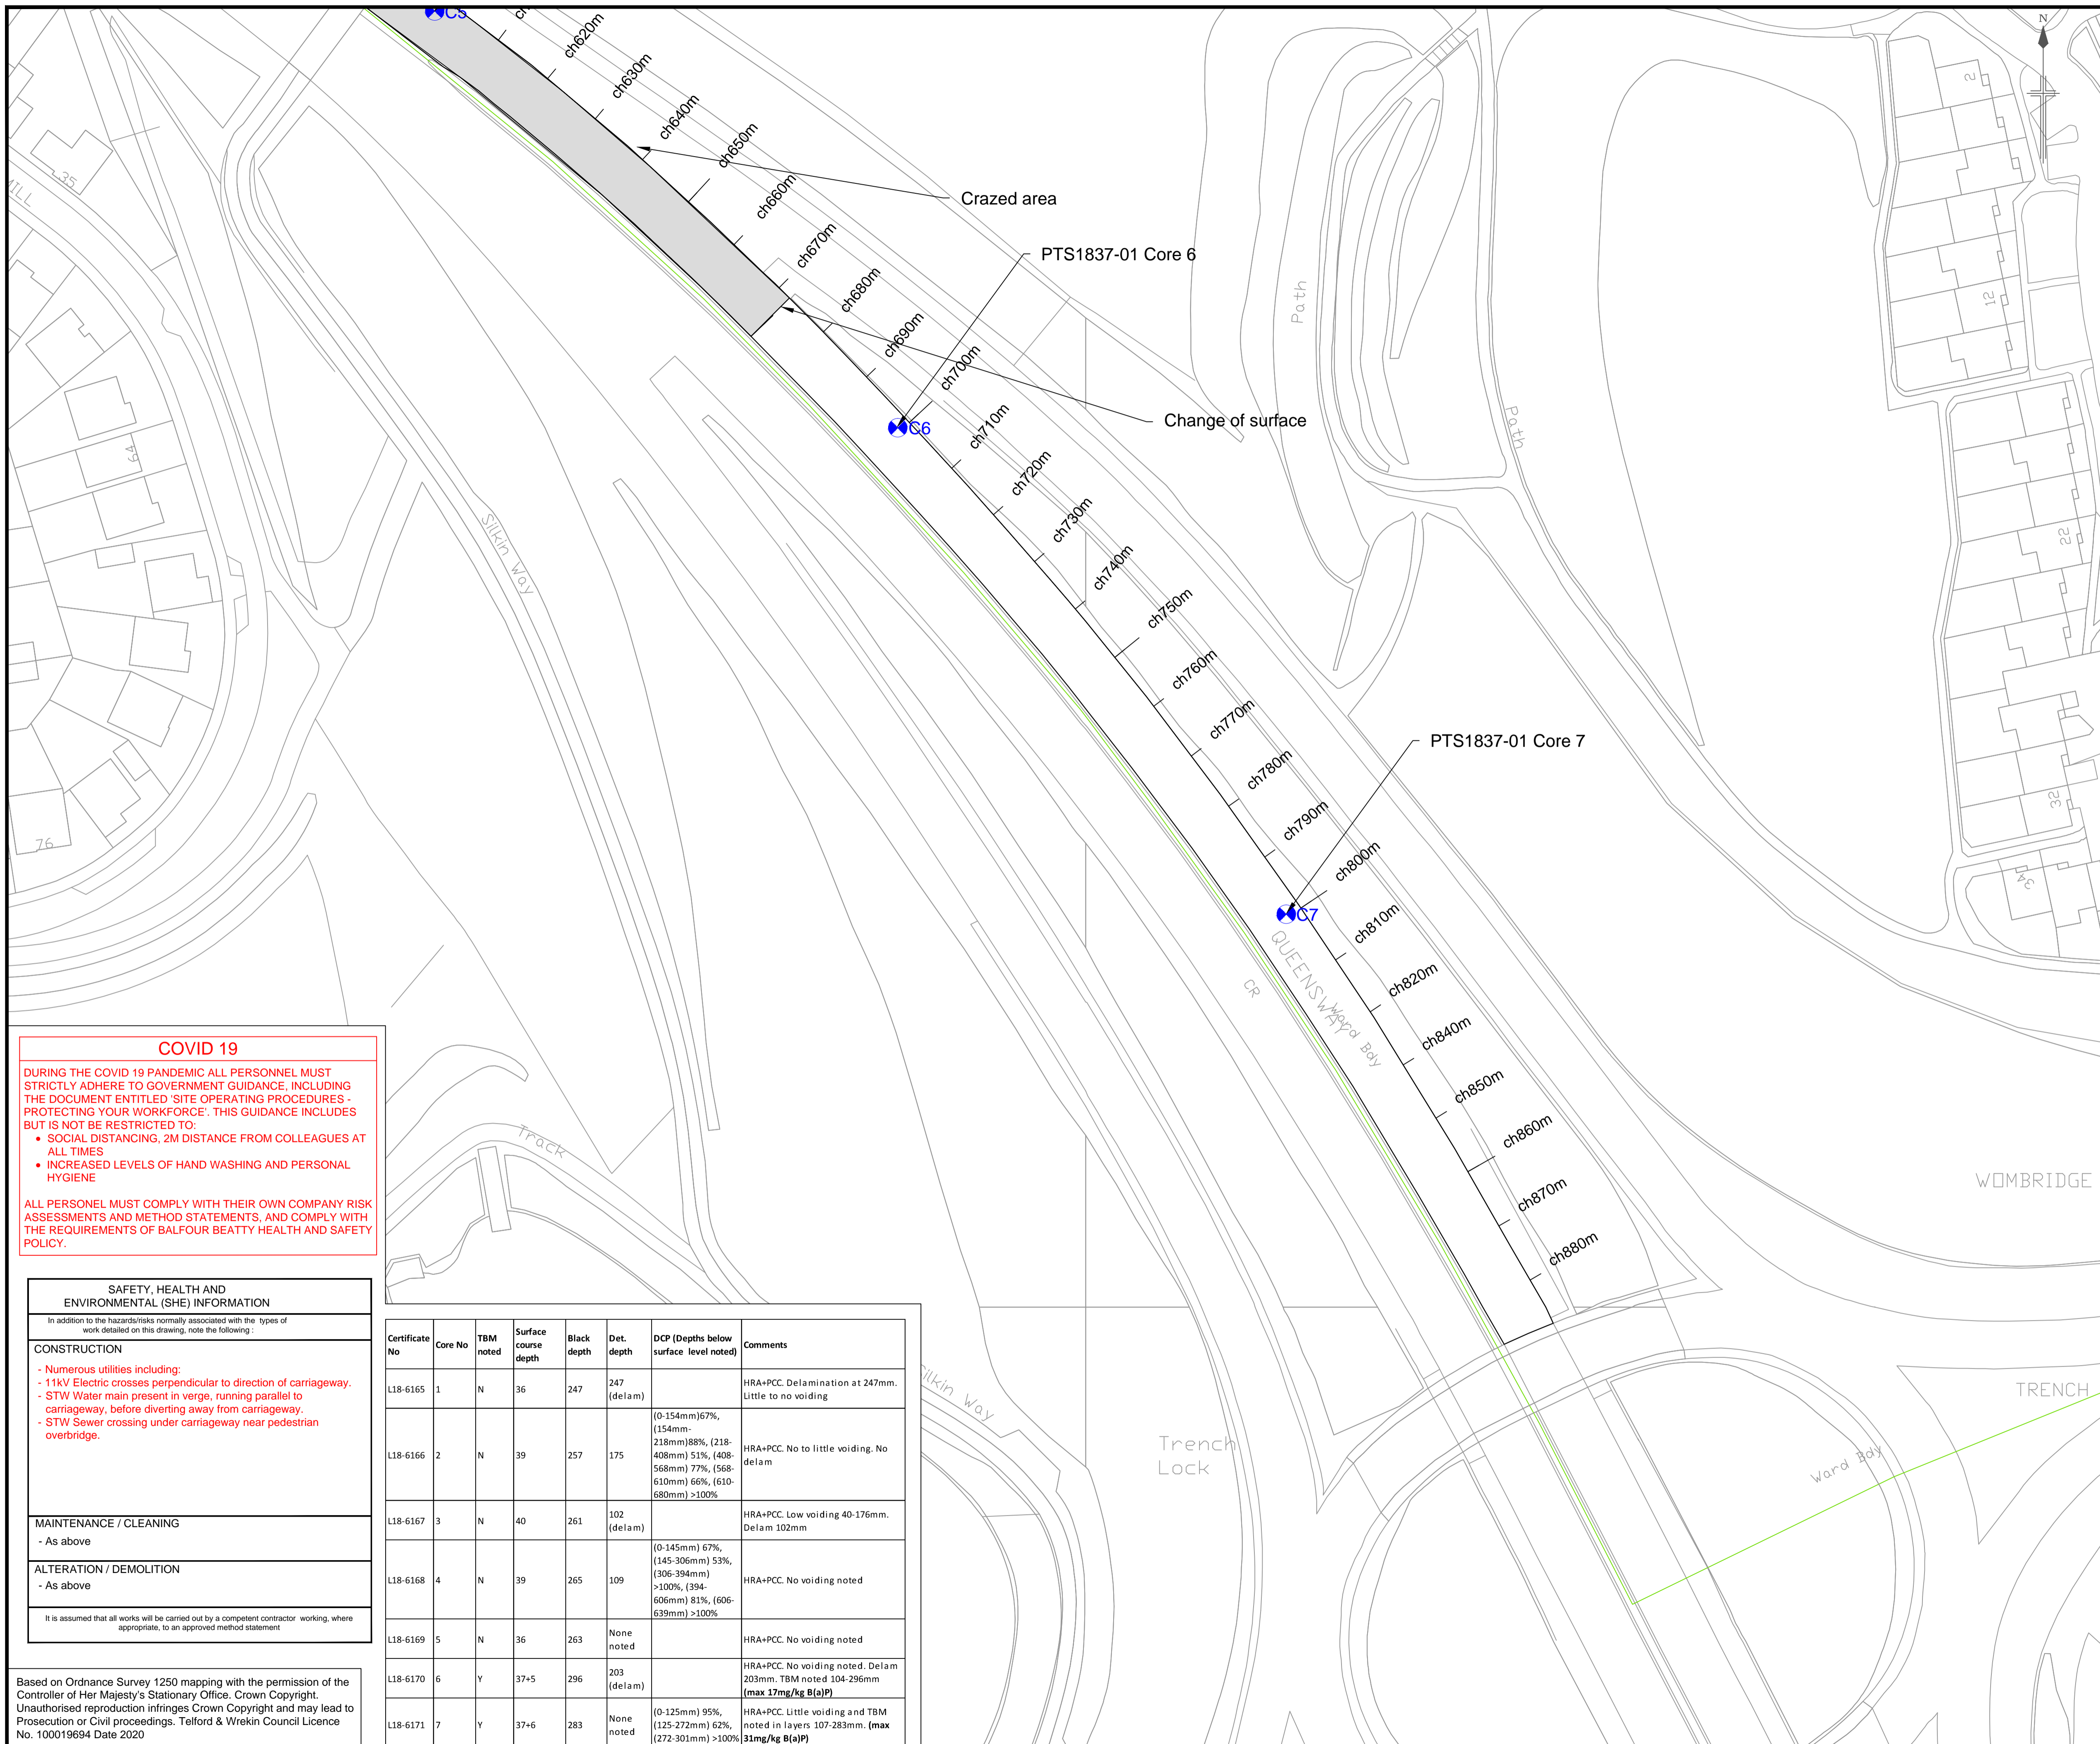 C5
ch620m
ch630m
ch640m
ch650m
ch660m
ch670m
ch680m
ch690m
ch700m
ch710m
ch720m
ch730m
ch740m
ch750m
ch760m
ch770m
ch780m
ch790m
ch800m
ch810m
ch820m
ch840m
ch850m
ch860m
ch870m
ch880m
Crazed area
PTS1837-01 Core 6
C6
Change of surface
PTS1837-01 Core 7
C7
N
2
12
22
32
34
35
64
76
Path
Path
Silkin Way
QUEENSWAY
Ward Bdy
CR
Track
WOMBRIDGE
TRENCH
Ward Bdy
Trench
Lock
Silkin Way
COVID 19
DURING THE COVID 19 PANDEMIC ALL PERSONNEL MUST
STRICTLY ADHERE TO GOVERNMENT GUIDANCE, INCLUDING
THE DOCUMENT ENTITLED 'SITE OPERATING PROCEDURES -
PROTECTING YOUR WORKFORCE'. THIS GUIDANCE INCLUDES
BUT IS NOT BE RESTRICTED TO:
• SOCIAL DISTANCING, 2M DISTANCE FROM COLLEAGUES AT
ALL TIMES
• INCREASED LEVELS OF HAND WASHING AND PERSONAL
HYGIENE
ALL PERSONEL MUST COMPLY WITH THEIR OWN COMPANY RISK
ASSESSMENTS AND METHOD STATEMENTS, AND COMPLY WITH
THE REQUIREMENTS OF BALFOUR BEATTY HEALTH AND SAFETY
POLICY.
SAFETY, HEALTH AND
ENVIRONMENTAL (SHE) INFORMATION
In addition to the hazards/risks normally associated with the types of
work detailed on this drawing, note the following :
CONSTRUCTION
- Numerous utilities including:
- 11kV Electric crosses perpendicular to direction of carriageway.
- STW Water main present in verge, running parallel to
carriageway, before diverting away from carriageway.
- STW Sewer crossing under carriageway near pedestrian
overbridge.
MAINTENANCE / CLEANING
- As above
ALTERATION / DEMOLITION
- As above
It is assumed that all works will be carried out by a competent contractor working, where
appropriate, to an approved method statement
Based on Ordnance Survey 1250 mapping with the permission of the
Controller of Her Majesty's Stationary Office. Crown Copyright.
Unauthorised reproduction infringes Crown Copyright and may lead to
Prosecution or Civil proceedings. Telford & Wrekin Council Licence
No. 100019694 Date 2020
Certificate No | Core No | TBM noted | Surface course depth | Black depth | Det. depth | DCP (Depths below surface level noted) | Comments
L18-6165 | 1 | N | 36 | 247 | 247 (delam) | | HRA+PCC. Delamination at 247mm. Little to no voiding
L18-6166 | 2 | N | 39 | 257 | 175 | (0-154mm)67%, (154mm-218mm)88%, (218-408mm) 51%, (408-568mm) 77%, (568-610mm) 66%, (610-680mm) >100% | HRA+PCC. No to little voiding. No delam
L18-6167 | 3 | N | 40 | 261 | 102 (delam) | | HRA+PCC. Low voiding 40-176mm. Delam 102mm
L18-6168 | 4 | N | 39 | 265 | 109 | (0-145mm) 67%, (145-306mm) 53%, (306-394mm) >100%, (394-606mm) 81%, (606-639mm) >100% | HRA+PCC. No voiding noted
L18-6169 | 5 | N | 36 | 263 | None noted | | HRA+PCC. No voiding noted
L18-6170 | 6 | Y | 37+5 | 296 | 203 (delam) | | HRA+PCC. No voiding noted. Delam 203mm. TBM noted 104-296mm (max 17mg/kg B(a)P)
L18-6171 | 7 | Y | 37+6 | 283 | None noted | (0-125mm) 95%, (125-272mm) 62%, (272-301mm) >100% | HRA+PCC. Little voiding and TBM noted in layers 107-283mm. (max 31mg/kg B(a)P)